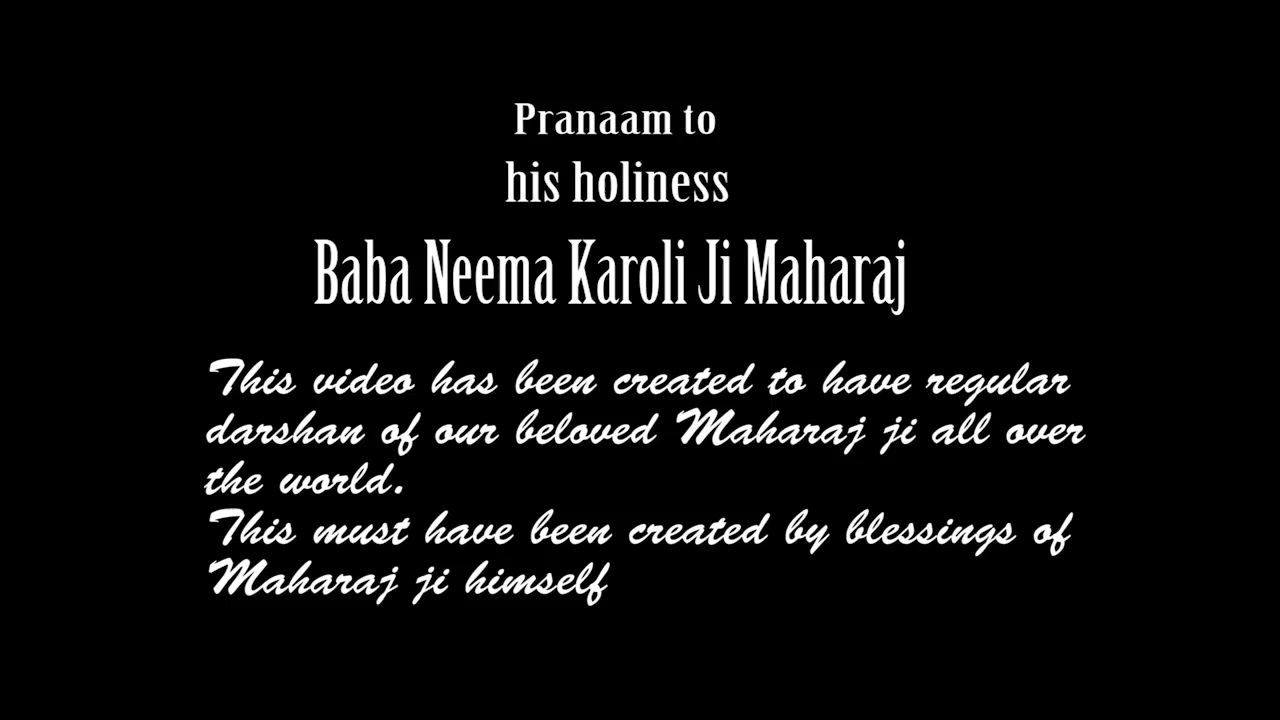 Pranaam to
his holiness
Baba Neema Karoli Ji Maharaj
This video has been created to have regular
darshan of our beloved Maharaj ji all over
the world.
This must have been created by blessings of
Maharaj ji himself